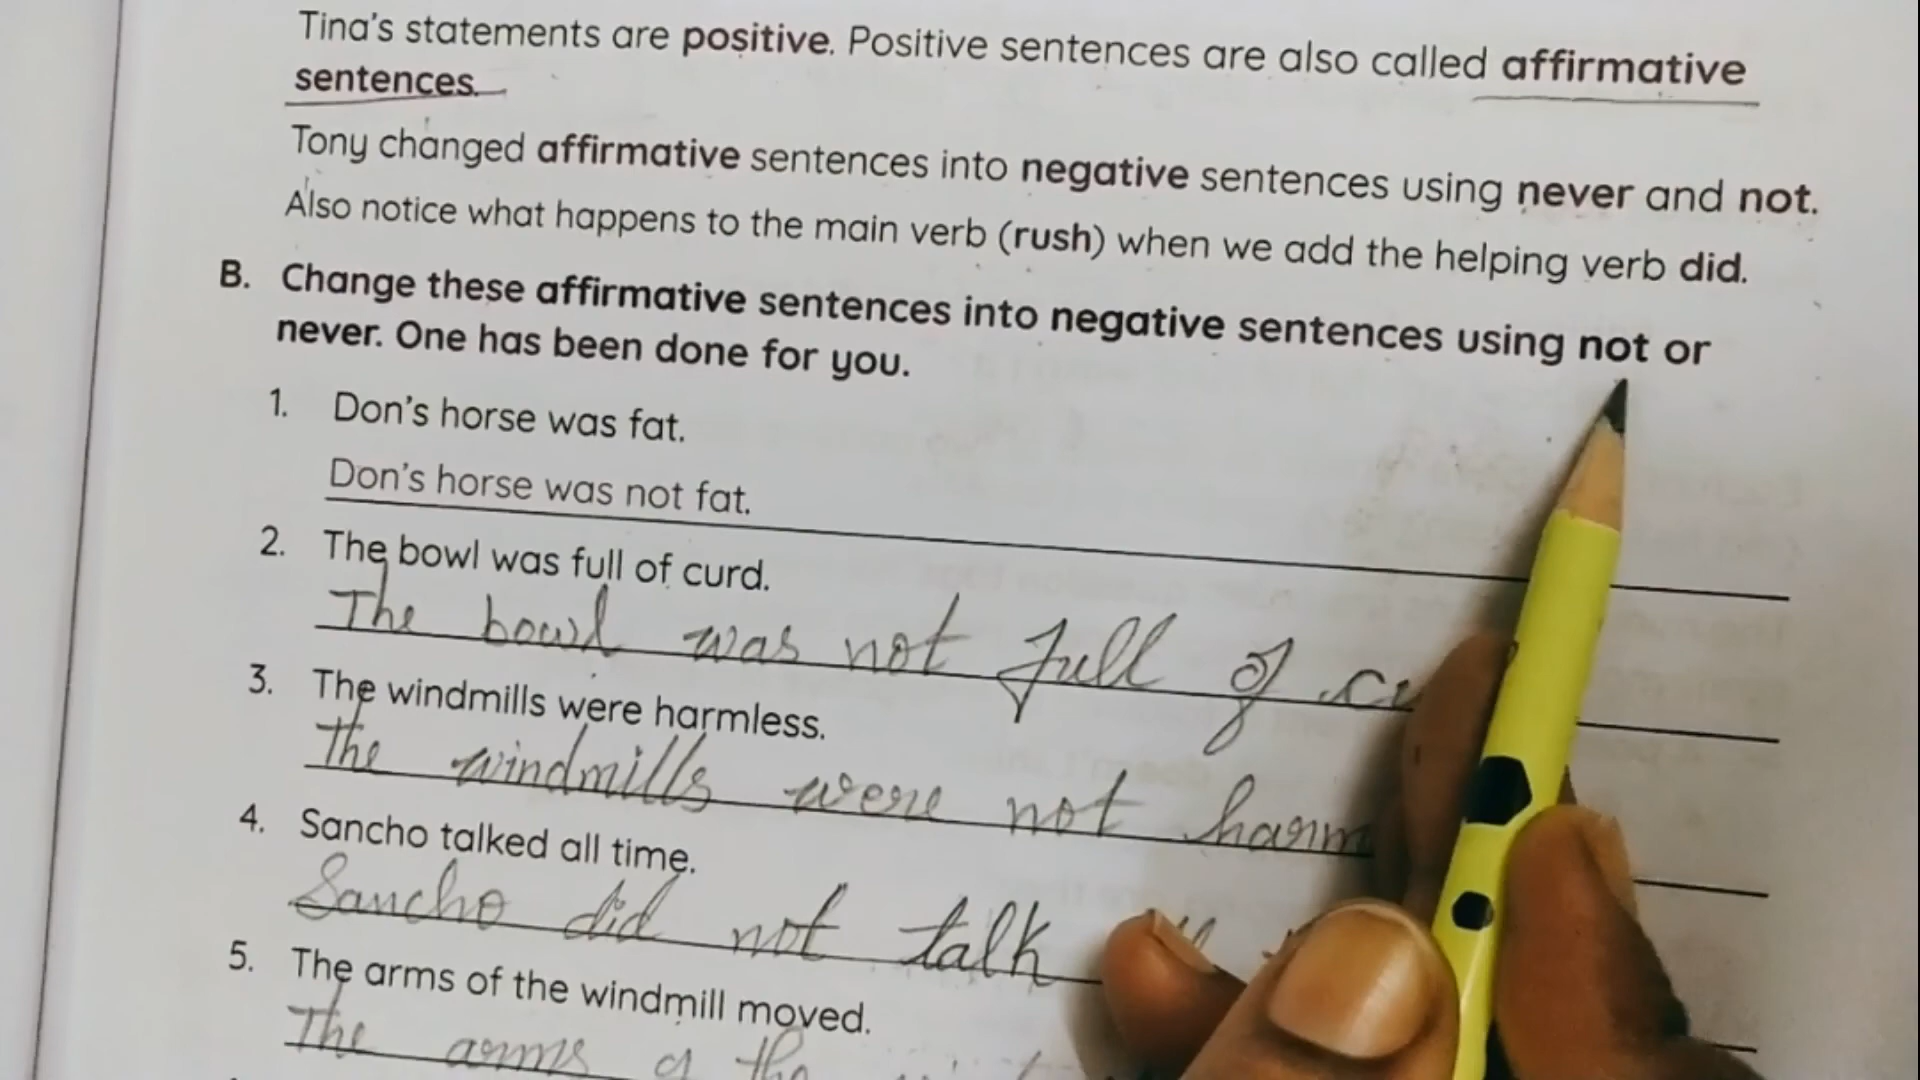 Tina's statements are positive. Positive sentences are also called affirmative
sentences.
Tony changed affirmative sentences into negative sentences using never and not.
Also notice what happens to the main verb (rush) when we add the helping verb did.
B. Change these affirmative sentences into negative sentences using not or
never. One has been done for you.
1. Don's horse was fat.
Don's horse was not fat.
2. The bowl was full of curd.
The bowl was not full of
3. The windmills were harmless.
The windmills were not
4. Sancho talked all time.
Sancho did not talk
5. The arms of the windmill moved.
The arms of the